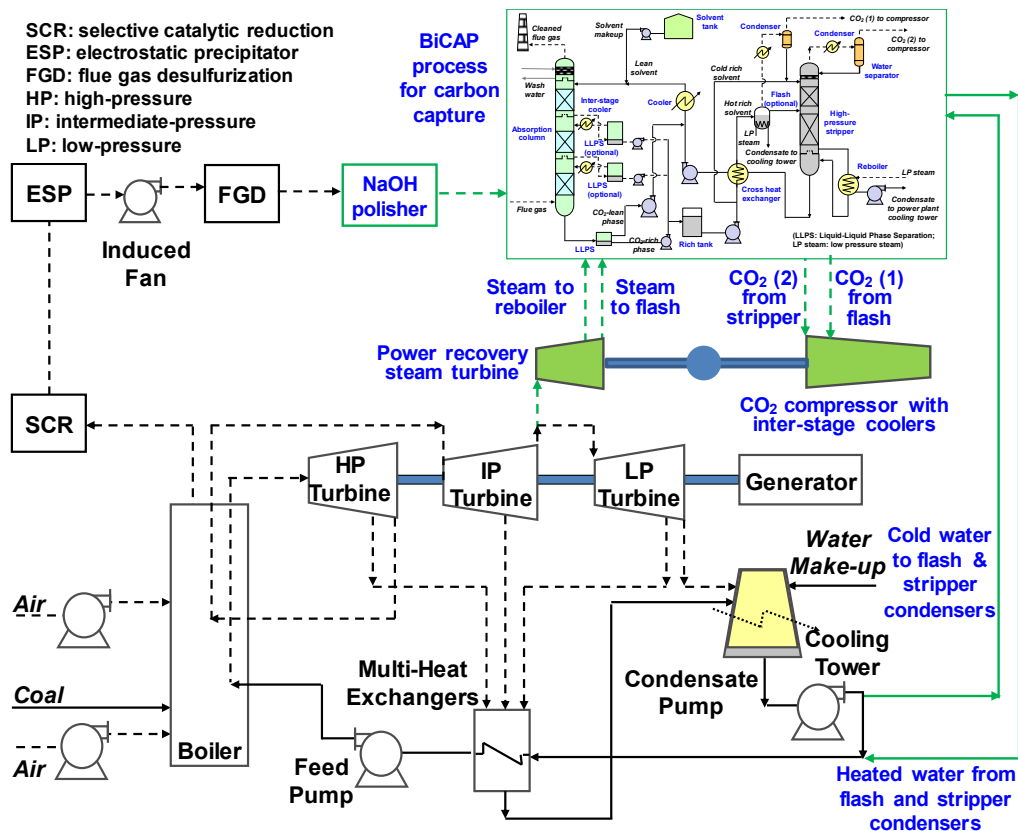 SCR: selective catalytic reduction
ESP: electrostatic precipitator
FGD: flue gas desulfurization
HP: high-pressure
IP: intermediate-pressure
LP: low-pressure
BiCAP
process
for carbon
capture
Cleaned
flue gas
Solvent
makeup
Solvent
tank
Condenser
CO2 (1) to compressor
Condenser
CO2 (2) to
compressor
Water
separator
Lean
solvent
Cold rich
solvent
Wash
water
Cooler
Flash
(optional)
Hot rich
solvent
Inter-stage
cooler
High-
pressure
stripper
Absorption
column
LLPS
(optional)
LP
steam
Condensate to
cooling tower
Reboiler
LLPS
(optional)
LP steam
Cross heat
exchanger
Condensate
to power plant
cooling tower
Flue gas
CO2-lean
phase
CO2-rich
phase
Rich tank
LLPS
(LLPS: Liquid-Liquid Phase Separation;
LP steam: low pressure steam)
ESP
FGD
NaOH
polisher
Induced
Fan
Steam to
reboiler
Steam
to flash
CO2 (2)
from
stripper
CO2 (1)
from
flash
Power recovery
steam turbine
CO2 compressor with
inter-stage coolers
SCR
HP
Turbine
IP
Turbine
LP
Turbine
Generator
Water
Make-up
Cold water
to flash &
stripper
condensers
Air
Coal
Air
Boiler
Multi-Heat
Exchangers
Feed
Pump
Condensate
Pump
Cooling
Tower
Heated water from
flash and stripper
condensers